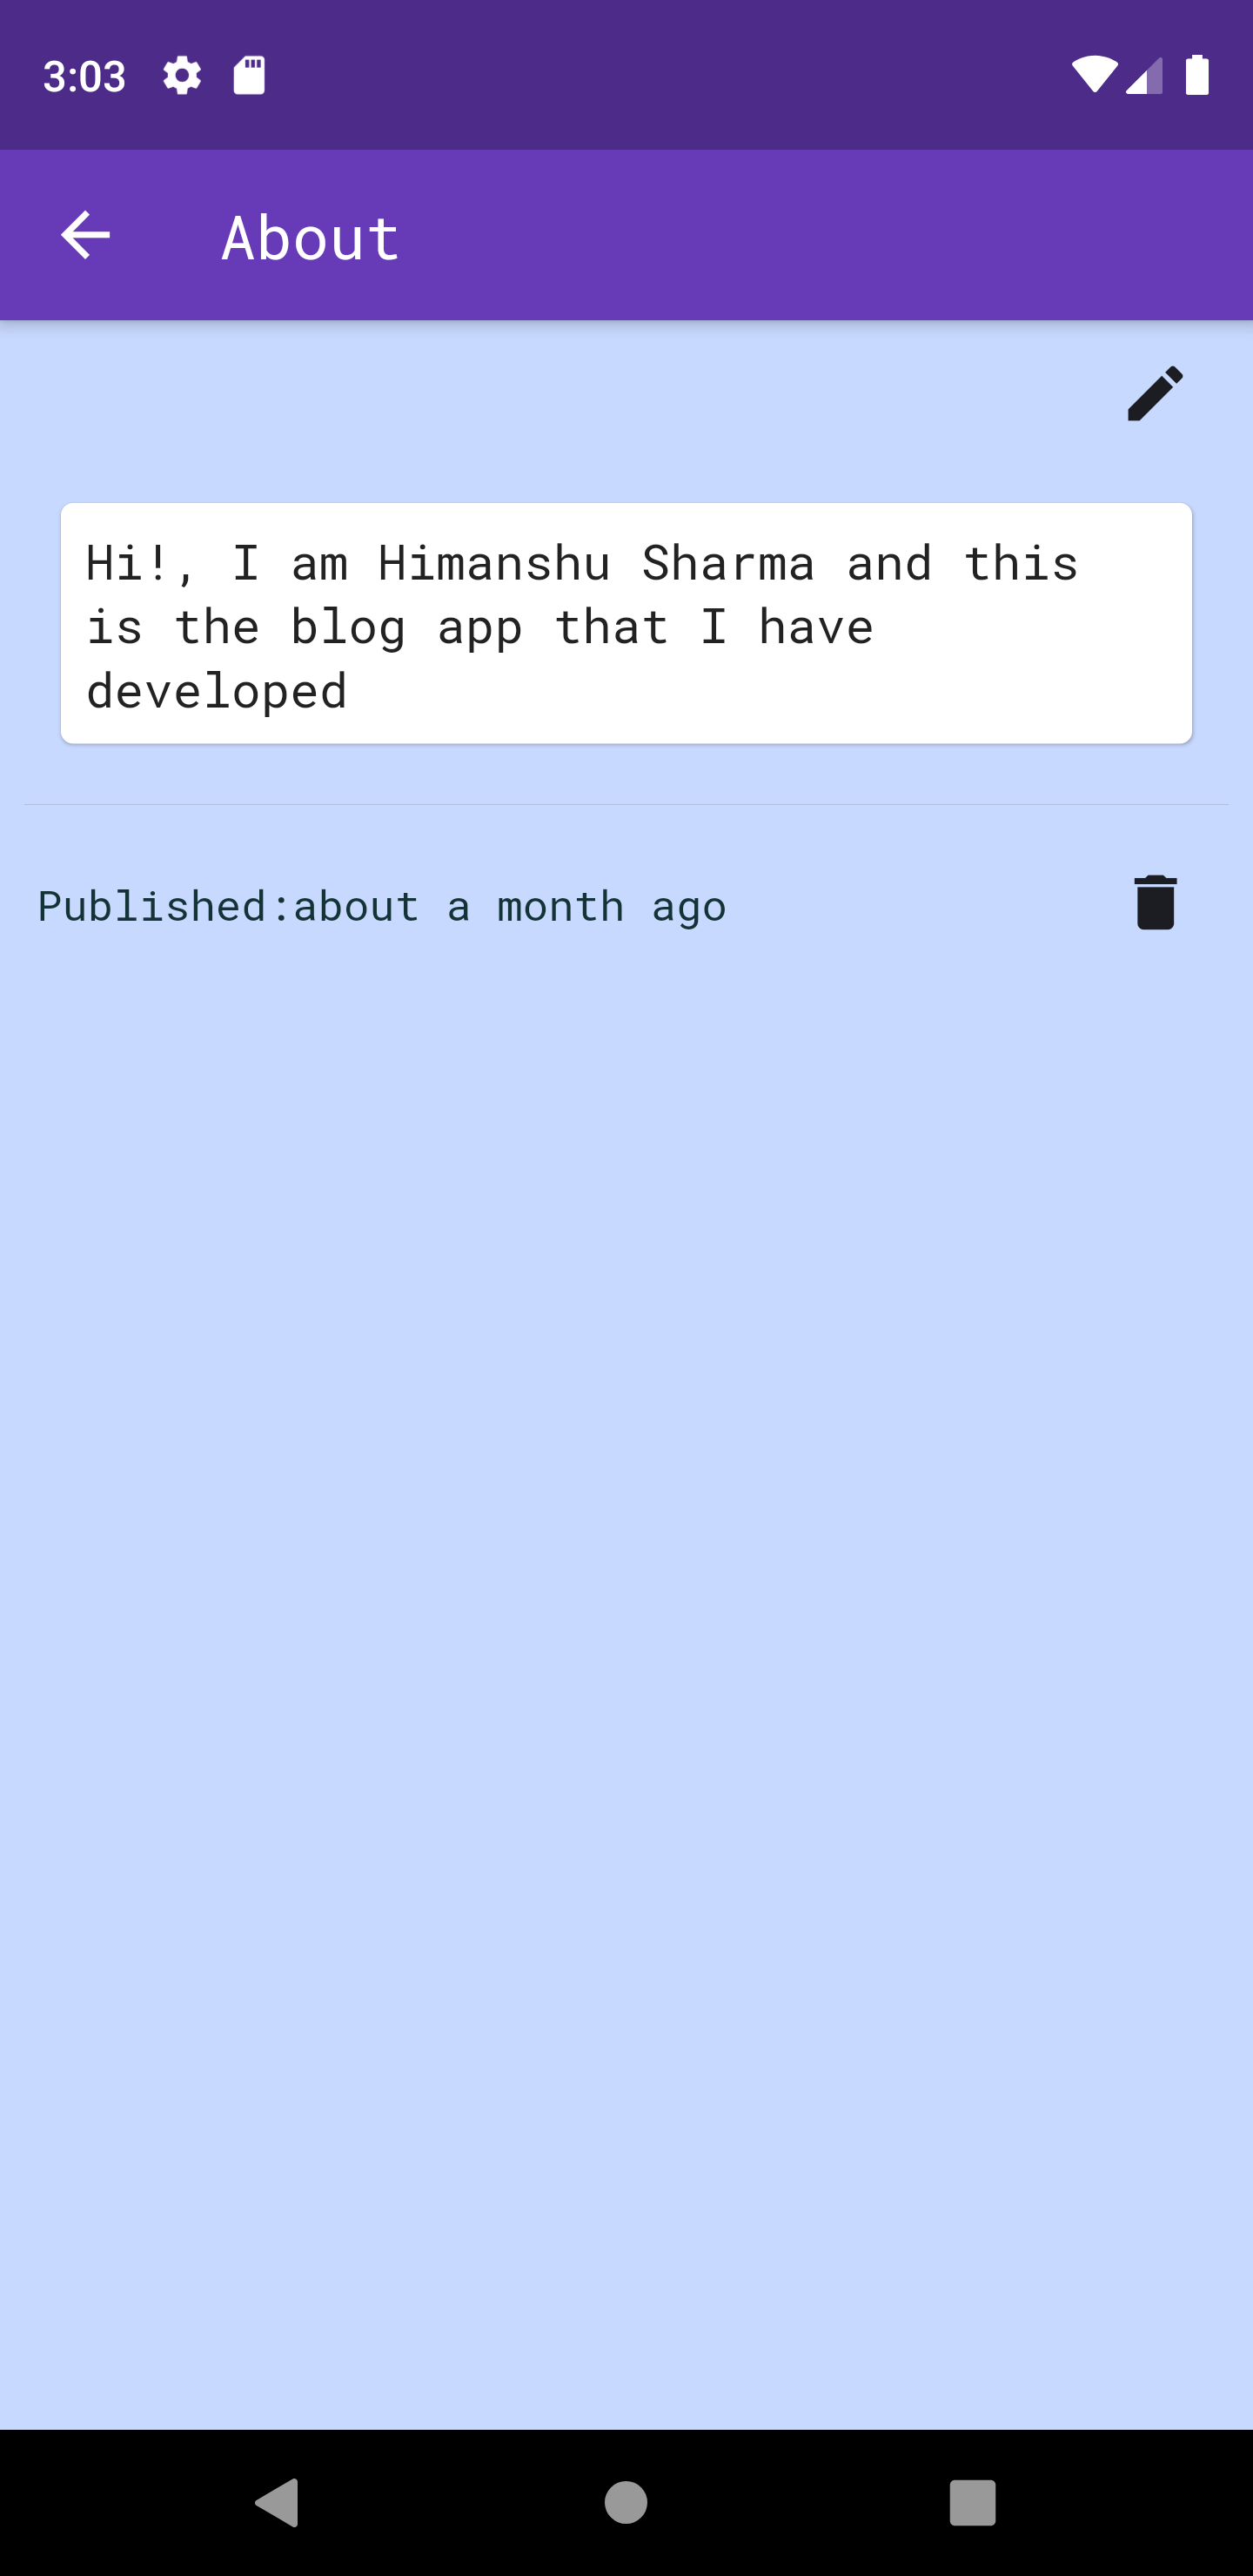 3:03
About
Hi!, I am Himanshu Sharma and this
is the blog app that I have
developed
Published:about a month ago